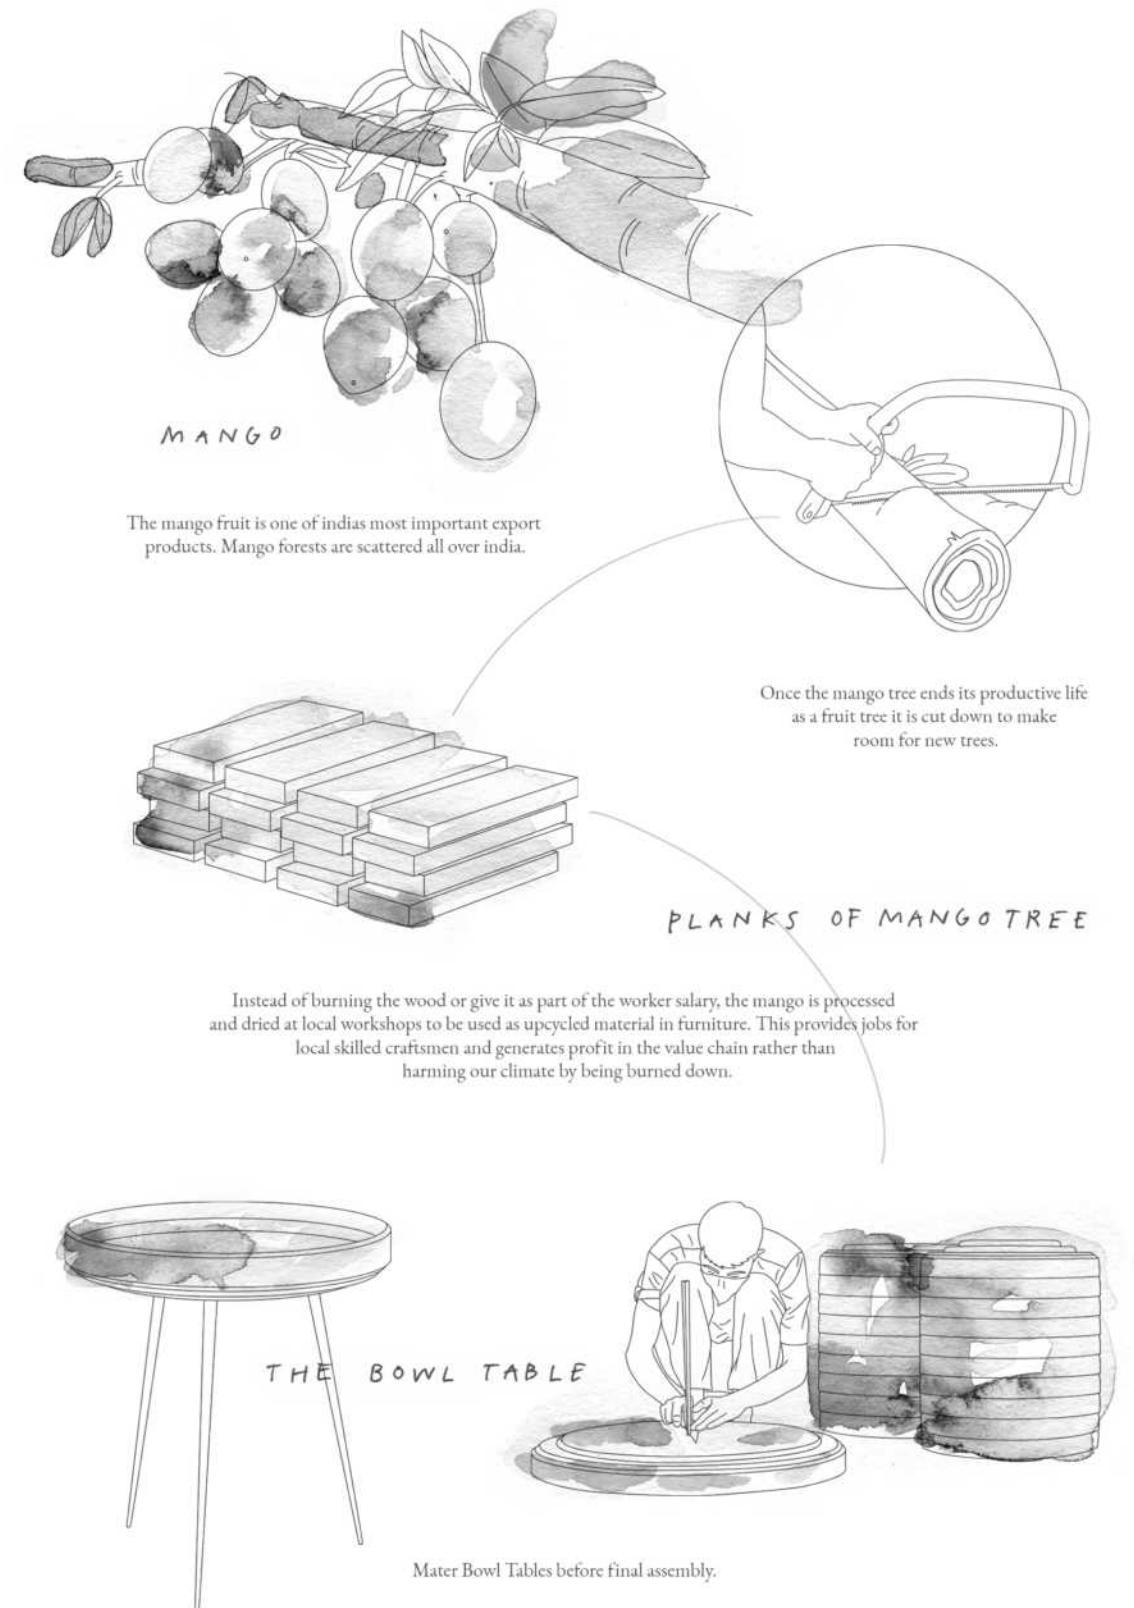 MANGO
The mango fruit is one of indias most important export
products. Mango forests are scattered all over india.
Once the mango tree ends its productive life
as a fruit tree it is cut down to make
room for new trees.
PLANKS OF MANGO TREE
Instead of burning the wood or give it as part of the worker salary, the mango is processed
and dried at local workshops to be used as upcycled material in furniture. This provides jobs for
local skilled craftsmen and generates profit in the value chain rather than
harming our climate by being burned down.
THE BOWL TABLE
Mater Bowl Tables before final assembly.